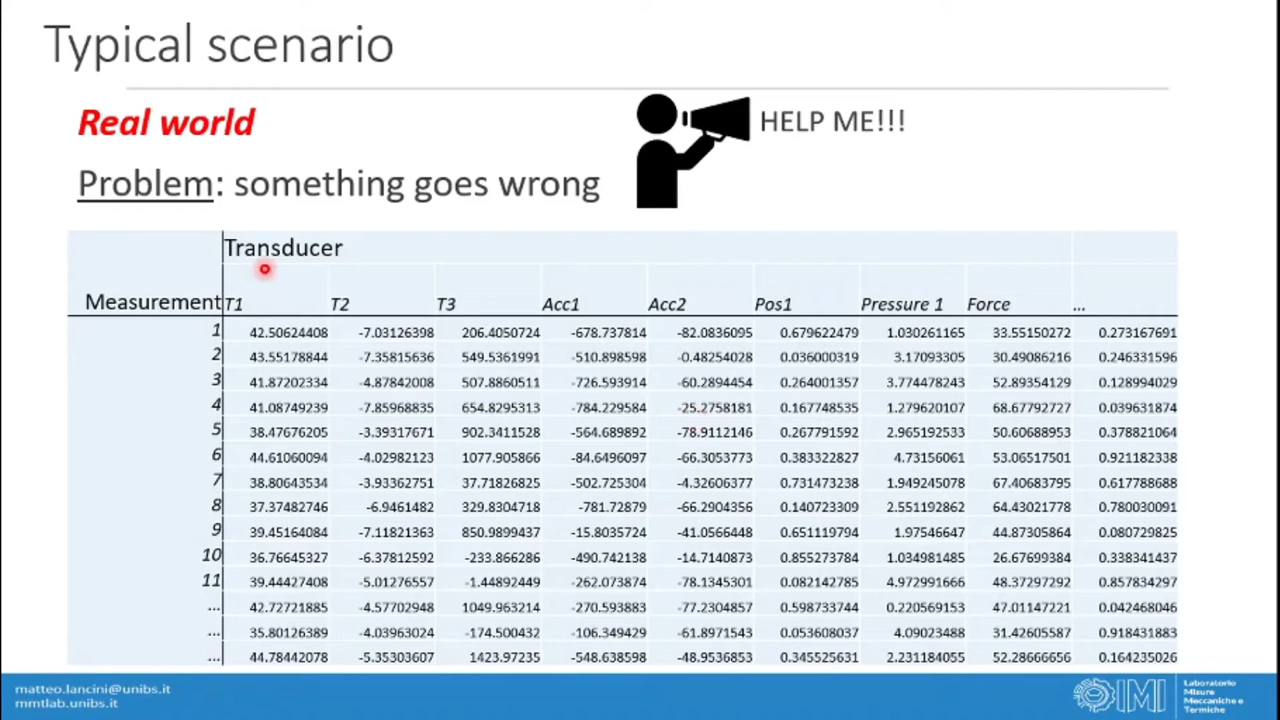 Typical scenario
Real world
HELP ME!!!
Problem: something goes wrong
Transducer
Measurement T1 T2 T3 Acc1 Acc2 Pos1 Pressure 1 Force ...
1 42.50624408 -7.03126398 206.4050724 -678.737814 -82.0836095 0.679622479 1.030261165 33.55150272 0.273167691
2 43.55178844 -7.35815636 549.5361991 -510.898598 -0.48254028 0.036000319 3.17093305 30.49086216 0.246331596
3 41.87202334 -4.87842008 507.8860511 -726.593914 -60.2894454 0.264001357 3.774478243 52.89354129 0.128994029
4 41.08749239 -7.85968835 654.8295313 -784.229584 -25.2758181 0.167748535 1.279620107 68.67792727 0.039631874
5 38.47676205 -3.39317671 902.3411528 -564.689892 -78.9112146 0.267791592 2.965192533 50.60688953 0.378821064
6 44.61060094 -4.02982123 1077.905866 -84.6496097 -66.3053773 0.383322827 4.73156061 53.06517501 0.921182338
7 38.80643534 -3.93362751 37.71826825 -502.725304 -4.32606377 0.731473238 1.949245078 67.40683795 0.617788688
8 37.37482746 -6.9461482 329.8304718 -781.72879 -66.2904356 0.140723309 2.551192862 64.43021778 0.780030091
9 39.45164084 -7.11821363 850.9899437 -15.8035724 -41.0566448 0.651119794 1.97546647 44.87305864 0.080729825
10 36.76645327 -6.37812592 -233.866286 -490.742138 -14.7140873 0.855273784 1.034981485 26.67699384 0.338341437
11 39.44427408 -5.01276557 -1.44892449 -262.073874 -78.1345301 0.082142785 4.972991666 48.37297292 0.857834297
... 42.72721885 -4.57702948 1049.963214 -270.593883 -77.2304857 0.598733744 0.220569153 47.01147221 0.042468046
... 35.80126389 -4.03963024 -174.500432 -106.349429 -61.8971543 0.053608037 4.09023488 31.42605587 0.918431883
... 44.78442078 -5.35303607 1423.97235 -548.638598 -48.9536853 0.345525631 2.231184055 52.28666656 0.164235026
matteo.lancini@unibs.it
mmtlab.unibs.it
IMI
Laboratorio
Misure
Meccaniche e
Termiche